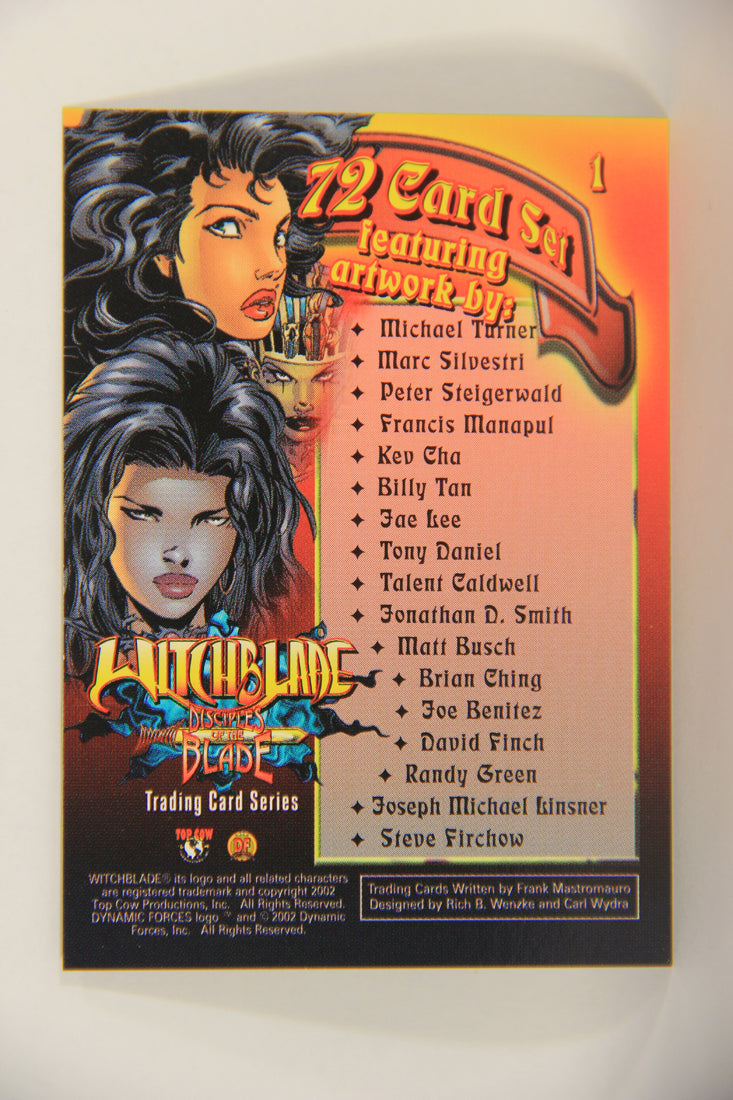 1
72 Card Set
featuring
artwork by:
✦ Michael Turner
✦ Marc Silvestri
✦ Peter Steigerwald
✦ Francis Manapul
✦ Kev Cha
✦ Billy Tan
✦ Jae Lee
✦ Tony Daniel
✦ Talent Caldwell
✦ Jonathan D. Smith
✦ Matt Busch
✦ Brian Ching
✦ Joe Benitez
✦ David Finch
✦ Randy Green
✦ Joseph Michael Linsner
✦ Steve Firchow
WITCHBLADE
DISCIPLES
OF THE
BLADE
Trading Card Series
TOP COW
DF
WITCHBLADE® its logo and all related characters
are registered trademark and copyright 2002
Top Cow Productions, Inc. All Rights Reserved.
DYNAMIC FORCES logo ™ and © 2002 Dynamic
Forces, Inc. All Rights Reserved.
Trading Cards Written by Frank Mastromauro
Designed by Rich B. Wenzke and Carl Wydra